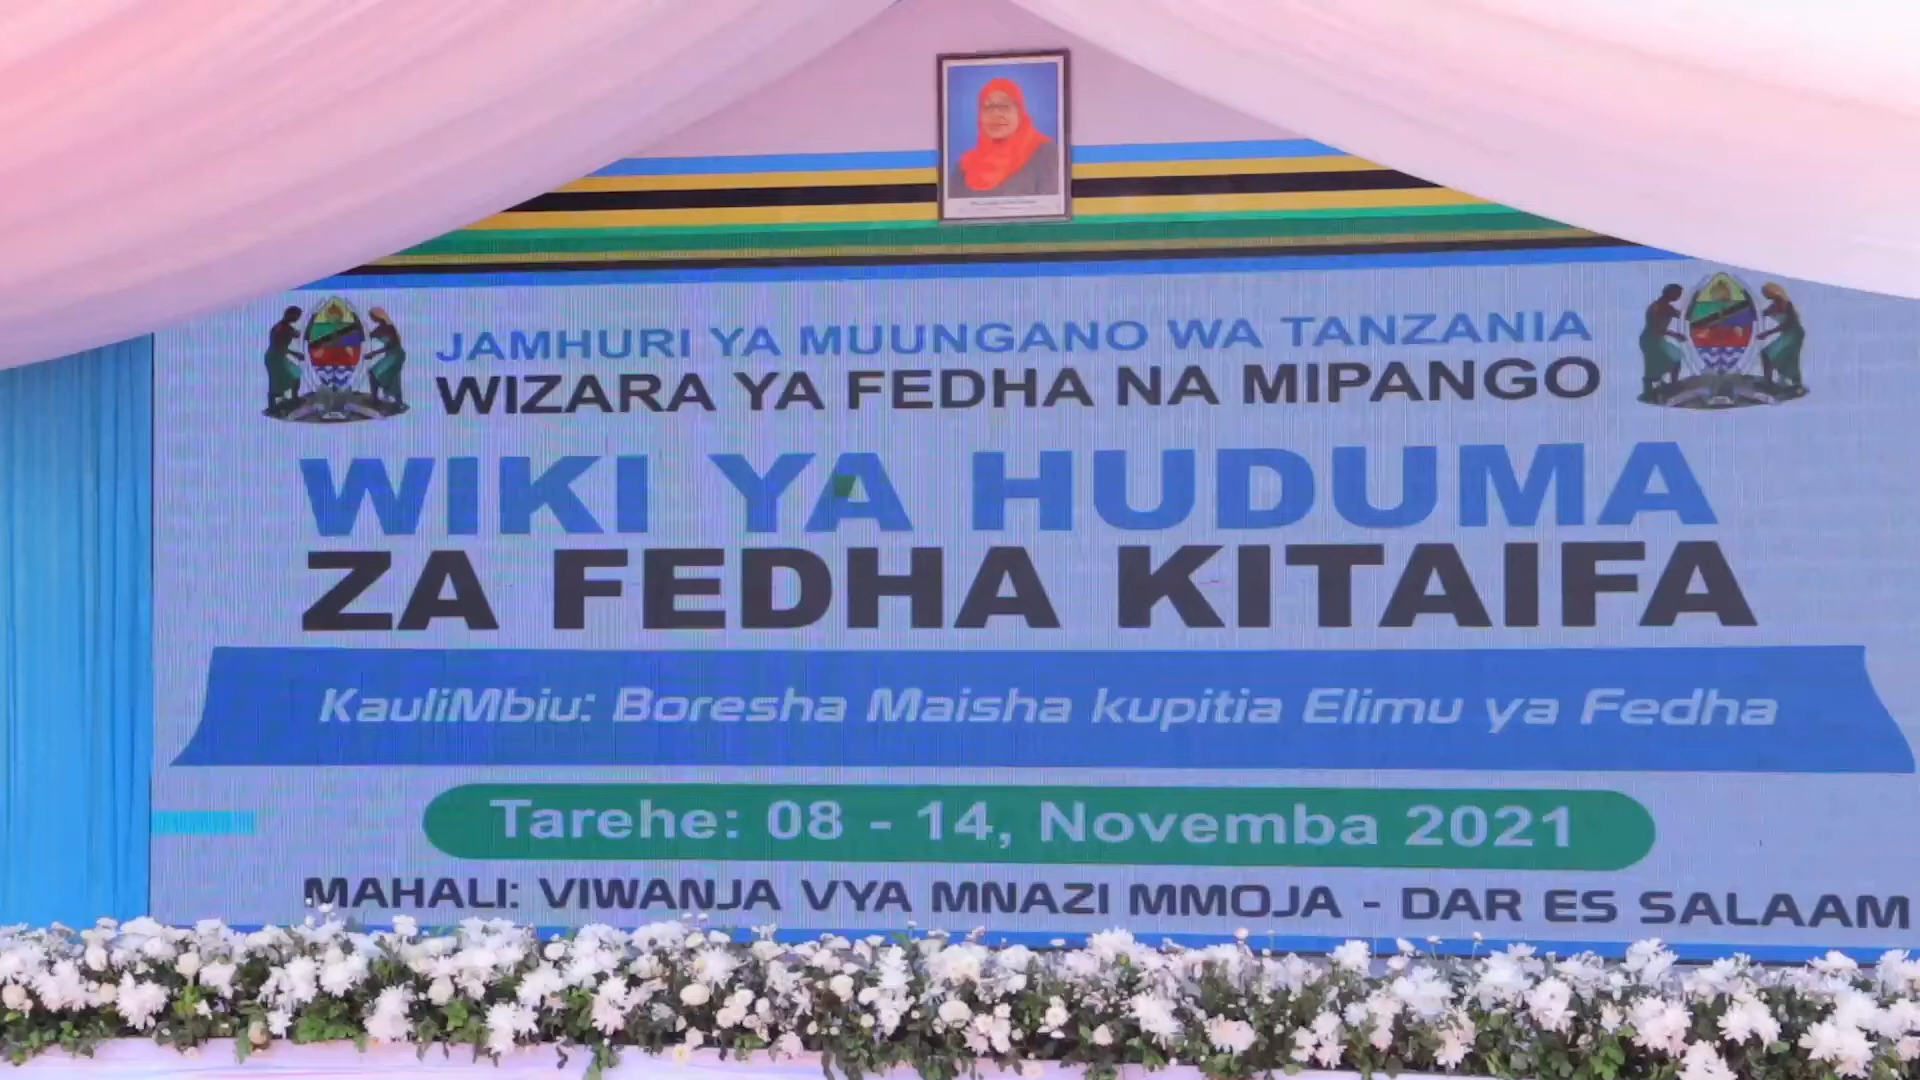 JAMHURI YA MUUNGANO WA TANZANIA
WIZARA YA FEDHA NA MIPANGO
WIKI YA HUDUMA
ZA FEDHA KITAIFA
KauliMbiu: Boresha Maisha kupitia Elimu ya Fedha
Tarehe: 08 - 14, Novemba 2021
MAHALI: VIWANJA VYA MNAZI MMOJA - DAR ES SALAAM